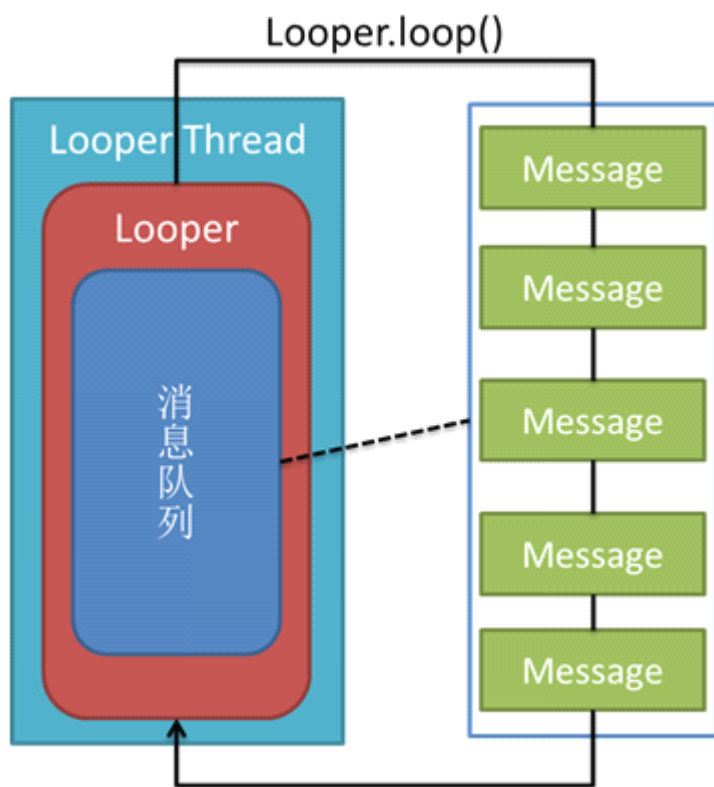 Looper.loop()
Looper Thread
Looper
消息队列
Message
Message
Message
Message
Message